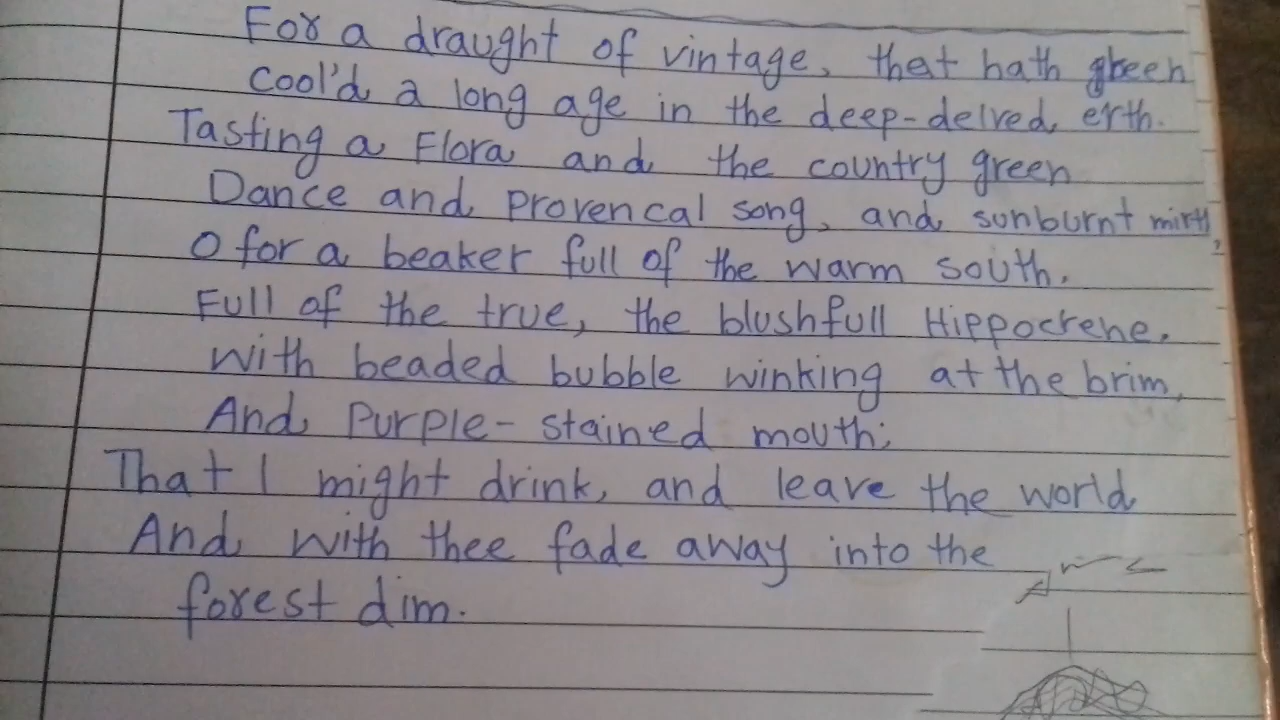 For a draught of vintage, that hath been
Cool'd a long age in the deep-delved erth.
Tasting a Flora and the country green
Dance and Provencal song, and sunburnt mirth,
O for a beaker full of the warm south.
Full of the true, the blushfull Hippocrene.
With beaded bubble winking at the brim,
And Purple-stained mouth;
That I might drink, and leave the world
And with thee fade away into the
forest dim.